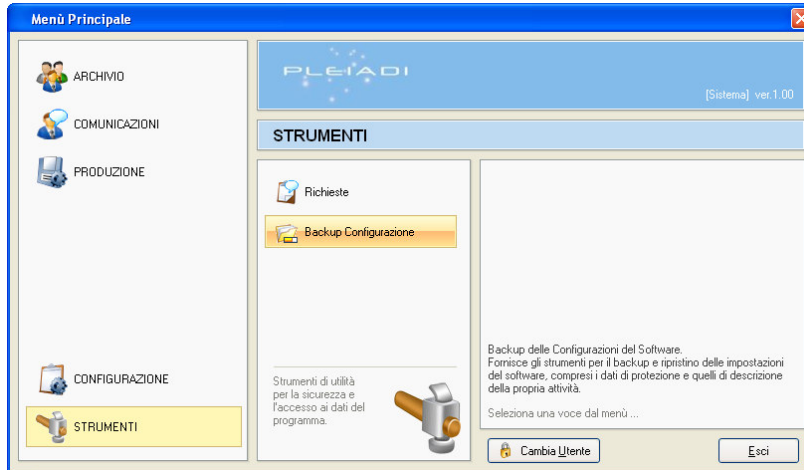 Menù Principale
ARCHIVIO
COMUNICAZIONI
PRODUZIONE
CONFIGURAZIONE
STRUMENTI
PLEIADI
[Sistema] ver.1.00
STRUMENTI
Richieste
Backup Configurazione
Strumenti di utilità
per la sicurezza e
l'accesso ai dati del
programma.
Backup delle Configurazioni del Software.
Fornisce gli strumenti per il backup e ripristino delle impostazioni
del software, compresi i dati di protezione e quelli di descrizione
della propria attività.
Seleziona una voce dal menù ...
Cambia Utente
Esci